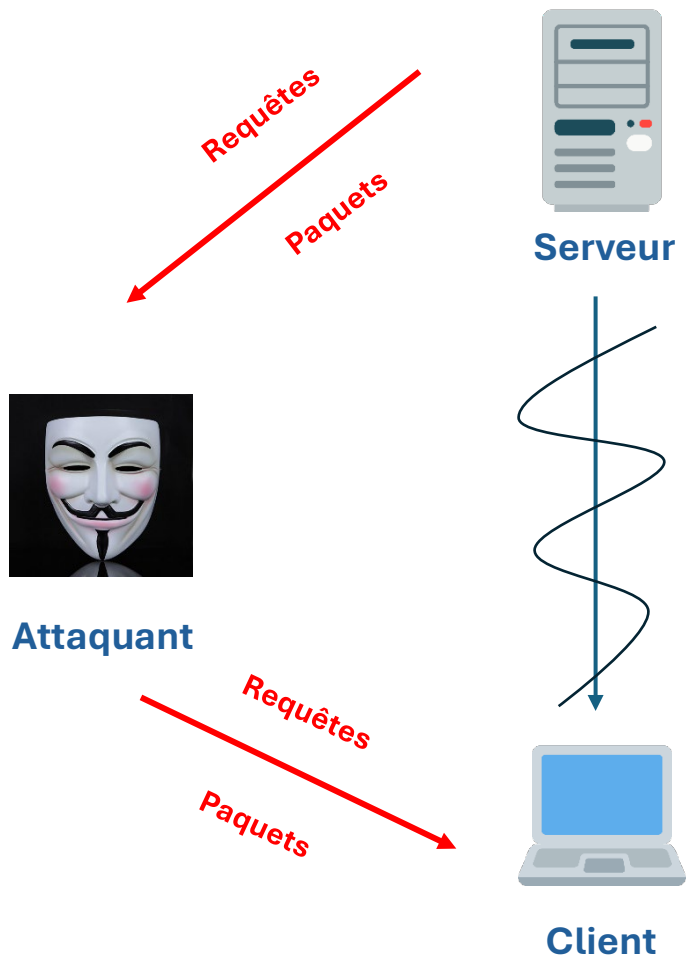 Requêtes
Paquets
Serveur
Attaquant
Requêtes
Paquets
Client